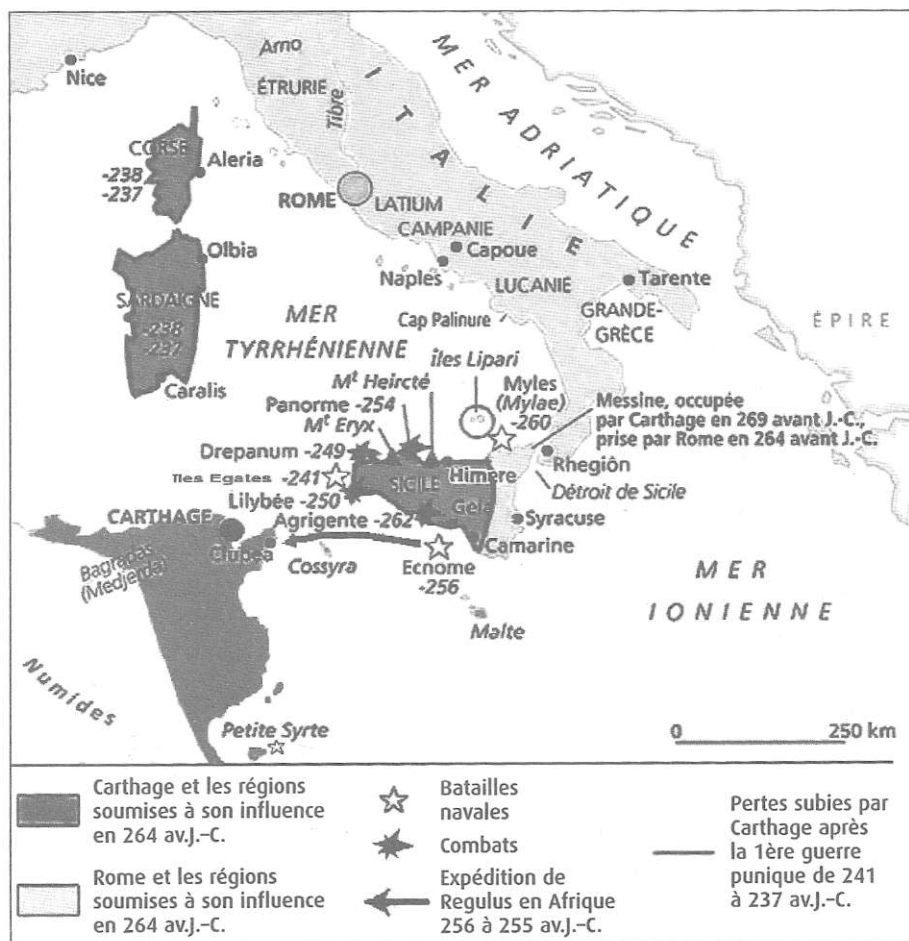 Nice
Arno
ÉTRURIE
Tibre
ITALIE
MER ADRIATIQUE
CORSE
-238
-237
Aleria
ROME
LATIUM
CAMPANIE
Capoue
Naples
LUCANIE
Tarente
GRANDE-
GRÈCE
ÉPIRE
Olbia
SARDAIGNE
-238
-237
Caralis
MER
TYRRHÉNIENNE
Cap Palinure
îles Lipari
Mt Heircté
Panorme -254
Mt Eryx
Myles
(Mylae)
-260
Messine, occupée
par Carthage en 269 avant J.-C.,
prise par Rome en 264 avant J.-C.
Drepanum -249
Iles Egates -241
Lilybée -250
SICILE
Himère
Rhegiôn
Détroit de Sicile
CARTHAGE
Agrigente -262
Gela
Syracuse
Clubéa
Camarine
Bagradas
(Medjerda)
Cossyra
Ecnome
-256
Malte
MER
IONIENNE
Numides
Petite Syrte
0 250 km
Carthage et les régions
soumises à son influence
en 264 av.J.-C.
Rome et les régions
soumises à son influence
en 264 av.J.-C.
Batailles
navales
Combats
Expédition de
Regulus en Afrique
256 à 255 av.J.-C.
Pertes subies par
Carthage après
la 1ère guerre
punique de 241
à 237 av.J.-C.